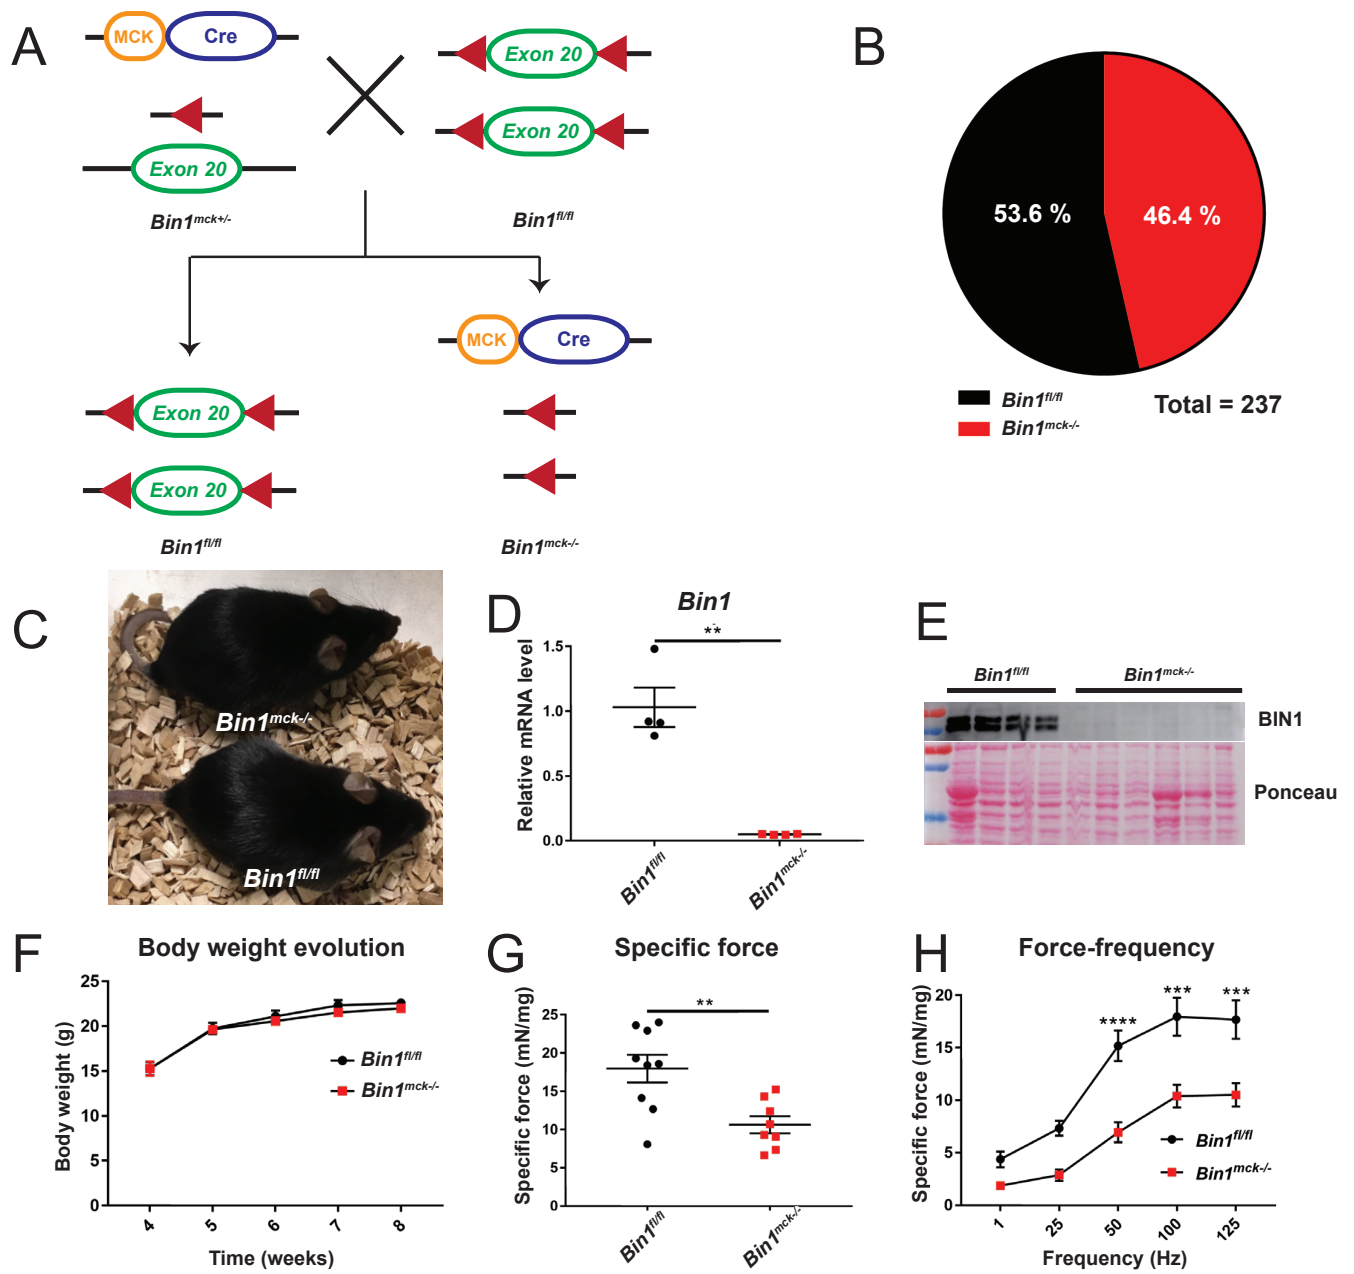 A
MCK Cre
Exon 20
Exon 20
Exon 20
Bin1mck+/-
Bin1fl/fl
MCK Cre
Exon 20
Exon 20
Bin1fl/fl
Bin1mck-/-
B
53.6 %
46.4 %
Bin1fl/fl
Bin1mck-/-
Total = 237
C
Bin1mck-/-
Bin1fl/fl
D
Bin1
**
Relative mRNA level
1.5
1.0
0.5
0.0
Bin1fl/fl
Bin1mck-/-
E
Bin1fl/fl
Bin1mck-/-
BIN1
Ponceau
F
Body weight evolution
Body weight (g)
25
20
15
10
5
0
Bin1fl/fl
Bin1mck-/-
4 5 6 7 8
Time (weeks)
G
Specific force
**
Specific force (mN/mg)
25
20
15
10
5
0
Bin1fl/fl
Bin1mck-/-
H
Force-frequency
**** *** ***
Specific force (mN/mg)
20
15
10
5
0
Bin1fl/fl
Bin1mck-/-
1 25 50 100 125
Frequency (Hz)